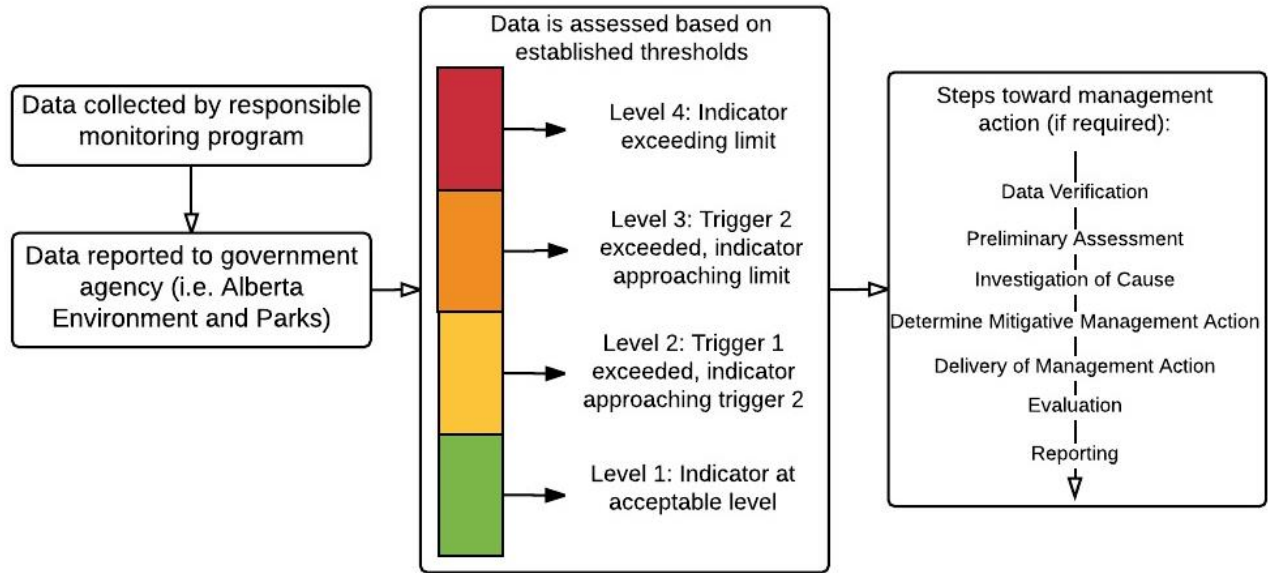 Data collected by responsible
monitoring program
Data reported to government
agency (i.e. Alberta
Environment and Parks)
Data is assessed based on
established thresholds
Level 4: Indicator
exceeding limit
Level 3: Trigger 2
exceeded, indicator
approaching limit
Level 2: Trigger 1
exceeded, indicator
approaching trigger 2
Level 1: Indicator at
acceptable level
Steps toward management
action (if required):
Data Verification
Preliminary Assessment
Investigation of Cause
Determine Mitigative Management Action
Delivery of Management Action
Evaluation
Reporting